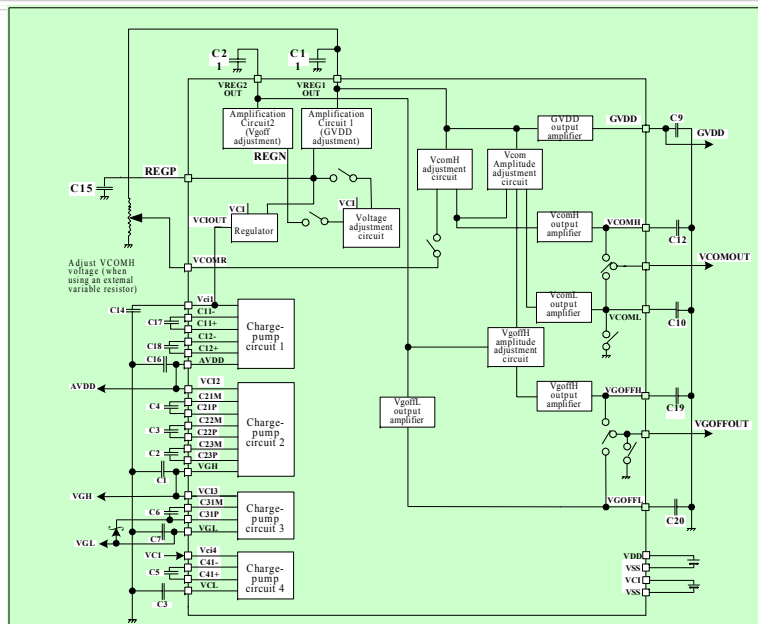 C2
1
C1
1
VREG2
OUT
VREG1
OUT
Amplification
Circuit2
(Vgoff
adjustment)
Amplification
Circuit 1
(GVDD
adjustment)
REGN
REGP
C15
VCI
VCIOUT
Regulator
VCI
Voltage
adjustment
circuit
VCOMR
Adjust VCOMH
voltage (when
using an external
variable resistor)
VcomH
adjustment
circuit
Vcom
Amplitude
adjustment
circuit
GVDD
output
amplifier
GVDD
C9
GVDD
VcomH
output
amplifier
VCOMH
C12
VCOMOUT
VcomL
output
amplifier
VCOML
C10
VgoffH
amplitude
adjustment
circuit
VgoffH
output
amplifier
VGOFFH
C19
VGOFFOUT
VgoffL
output
amplifier
VGOFFL
C20
C14
Vci1
C11-
C17
C11+
C12-
C18
C12+
C16
AVDD
Charge-
pump
circuit 1
AVDD
VCI2
C21M
C4
C21P
C22M
C3
C22P
C23M
C2
C23P
VGH
C1
Charge-
pump
circuit 2
VGH
VCI3
C31M
C6
C31P
VGL
C7
VGL
Charge-
pump
circuit 3
VCI
Vci4
C41-
C5
C41+
VCL
C3
Charge-
pump
circuit 4
VDD
VSS
VCI
VSS